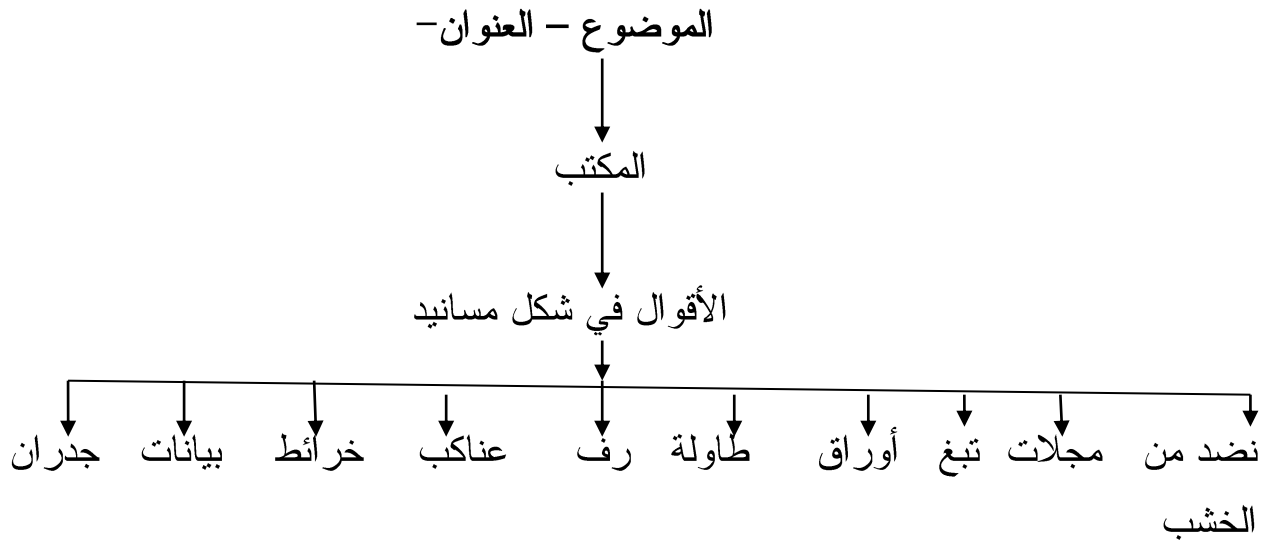 الموضوع – العنوان–
المكتب
الأقوال في شكل مسانيد
نضد من مجلات تبغ أوراق طاولة رف عناكب خرائط بيانات جدران
الخشب